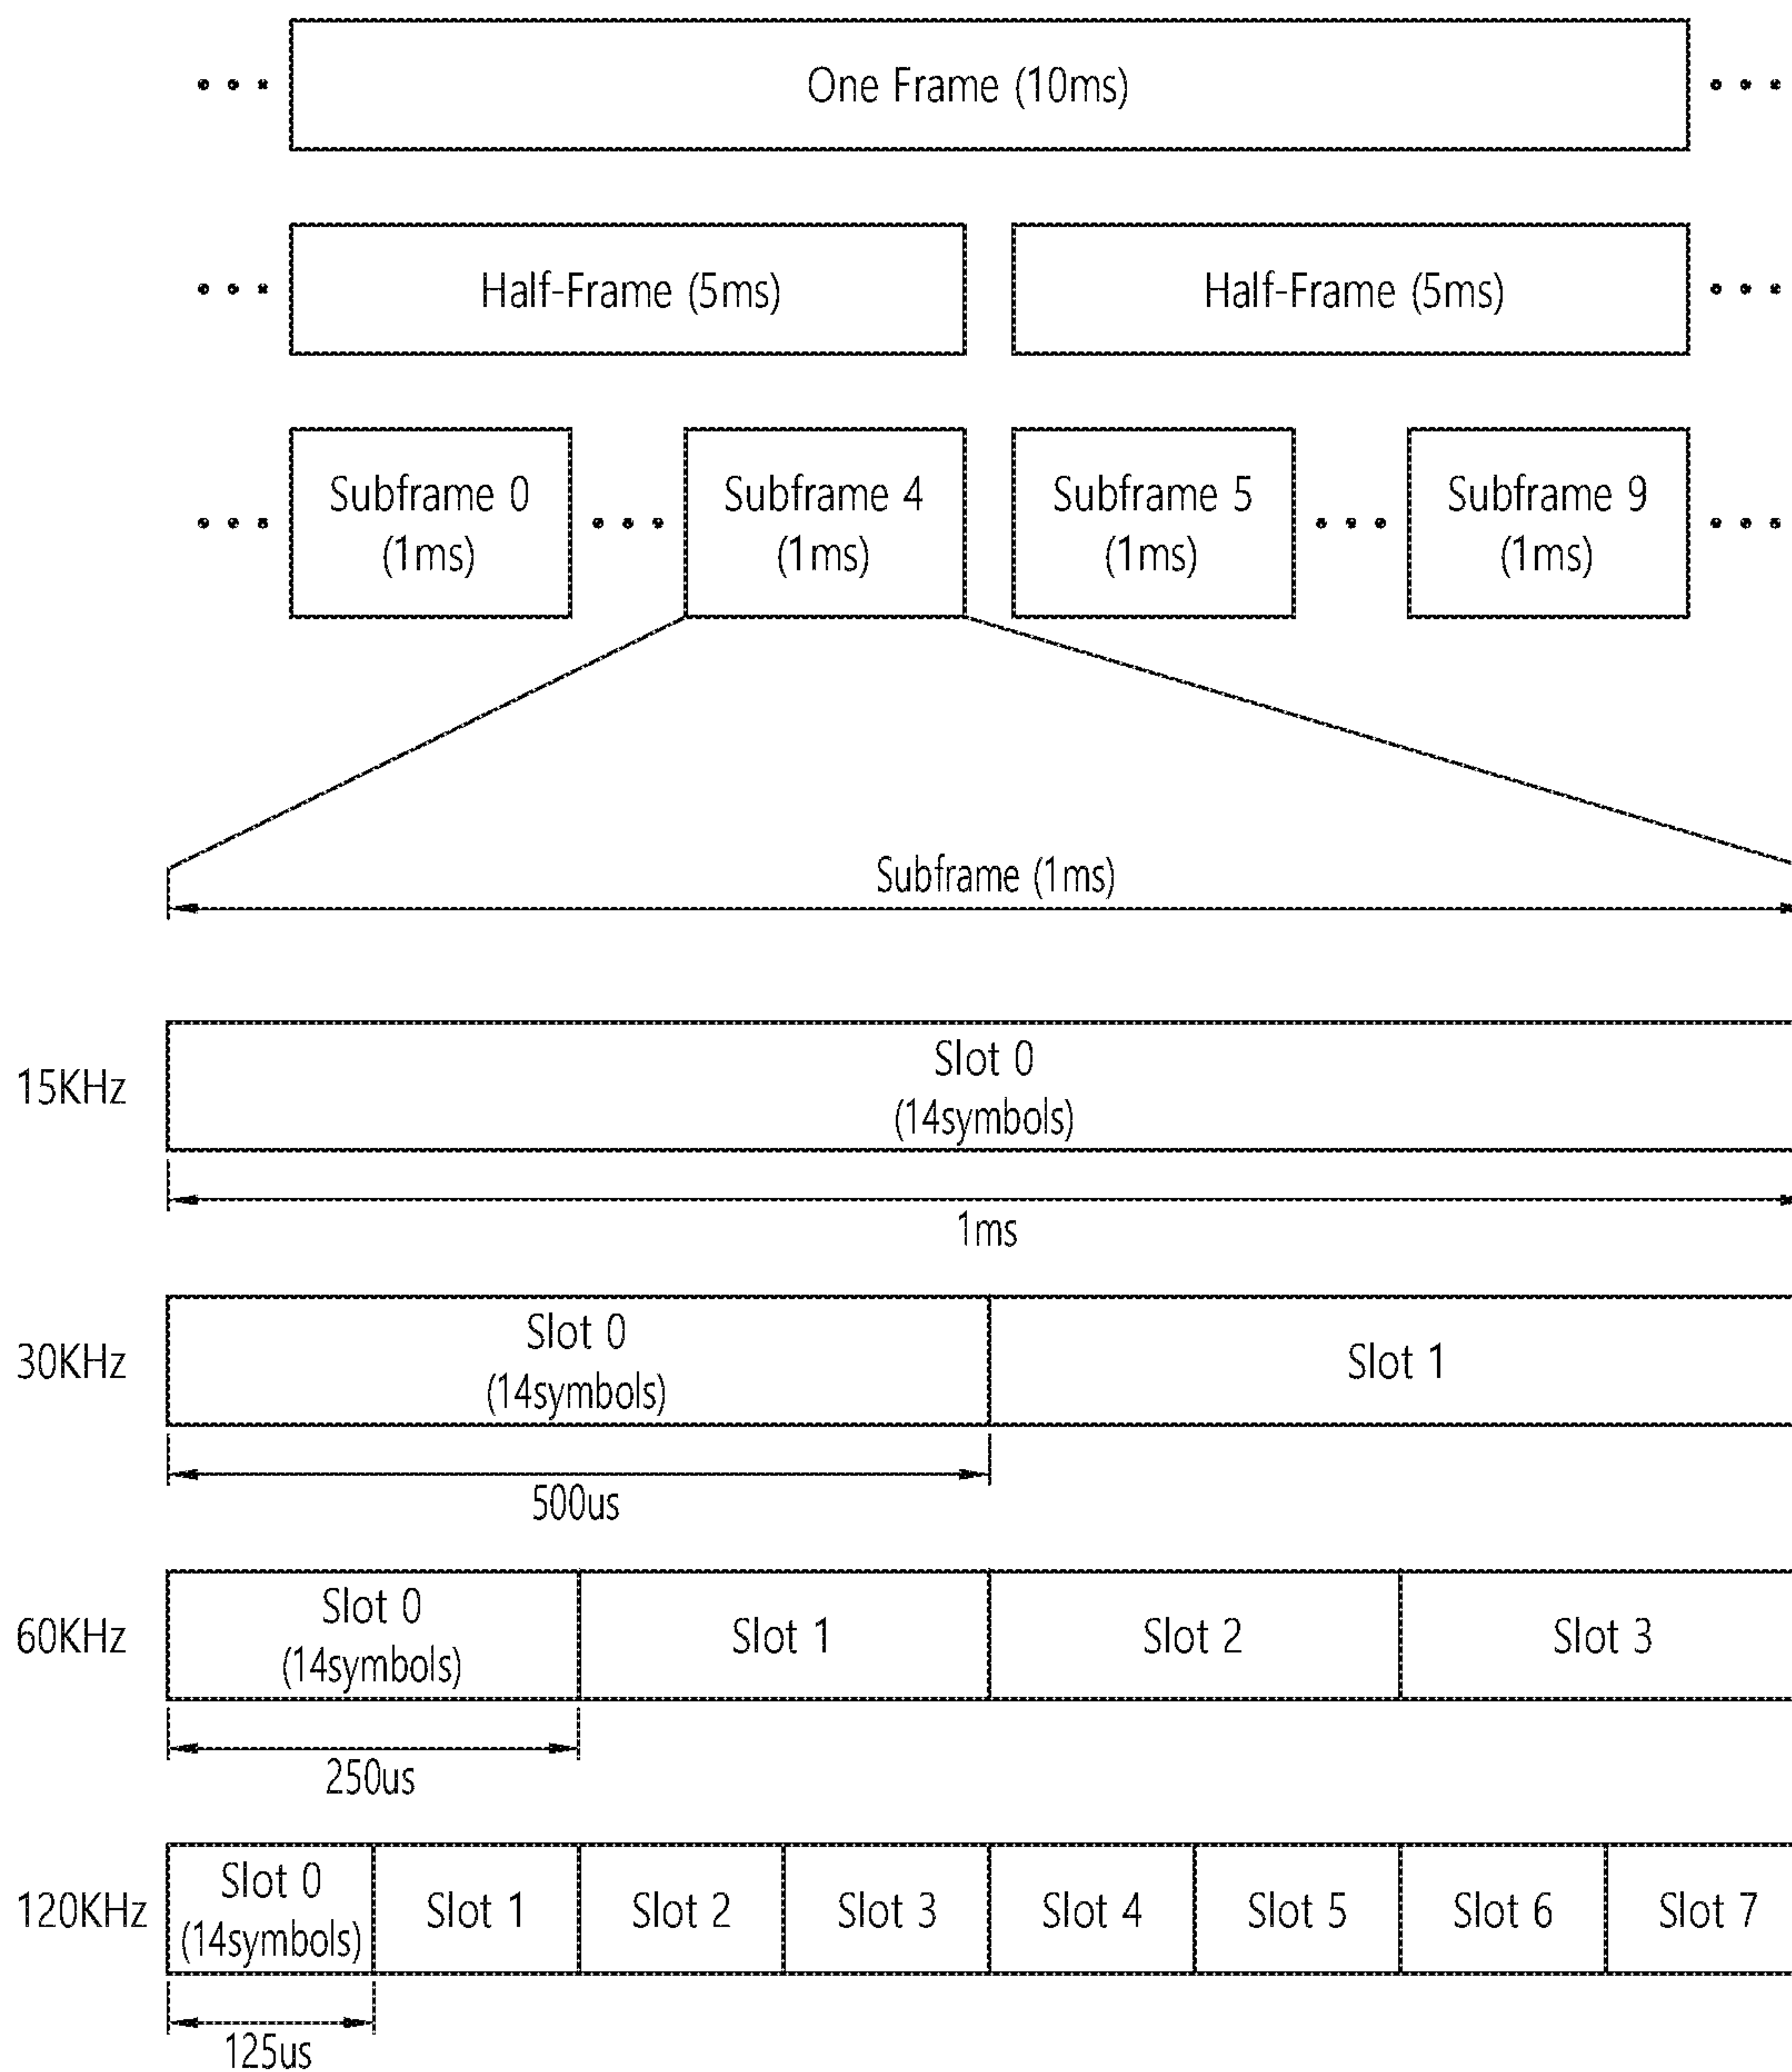 One Frame (10ms)
Half-Frame (5ms) Half-Frame (5ms)
Subframe 0 Subframe 4 Subframe 5 Subframe 9
(1ms) (1ms) (1ms) (1ms)
Subframe (1ms)
15KHz Slot 0
(14symbols)
1ms
30KHz Slot 0
(14symbols)
Slot 1
500us
60KHz Slot 0
(14symbols)
Slot 1 Slot 2 Slot 3
250us
120KHz Slot 0
(14symbols)
Slot 1 Slot 2 Slot 3 Slot 4 Slot 5 Slot 6 Slot 7
125us